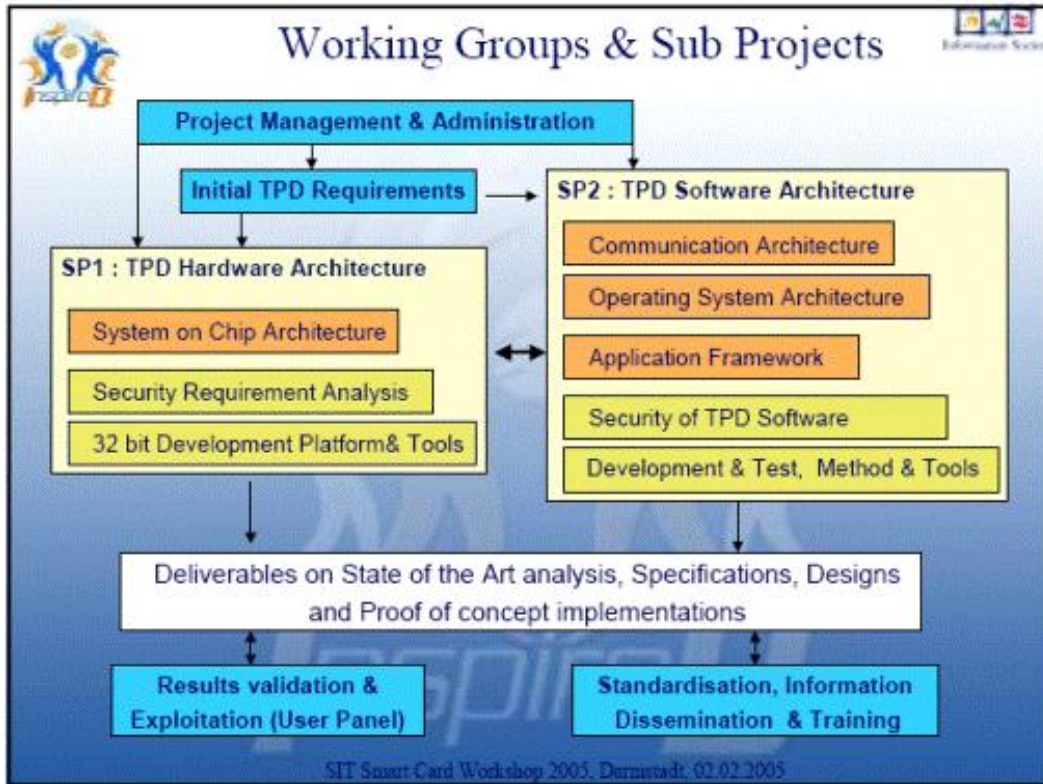 Working Groups & Sub Projects
InspireD
Information Socie
Project Management & Administration
Initial TPD Requirements
SP2 : TPD Software Architecture
Communication Architecture
Operating System Architecture
Application Framework
Security of TPD Software
Development & Test, Method & Tools
SP1 : TPD Hardware Architecture
System on Chip Architecture
Security Requirement Analysis
32 bit Development Platform& Tools
Deliverables on State of the Art analysis, Specifications, Designs
and Proof of concept implementations
Results validation &
Exploitation (User Panel)
Standardisation, Information
Dissemination & Training
InspireD
SIT Smart Card Workshop 2005, Darmstadt, 02.02.2005